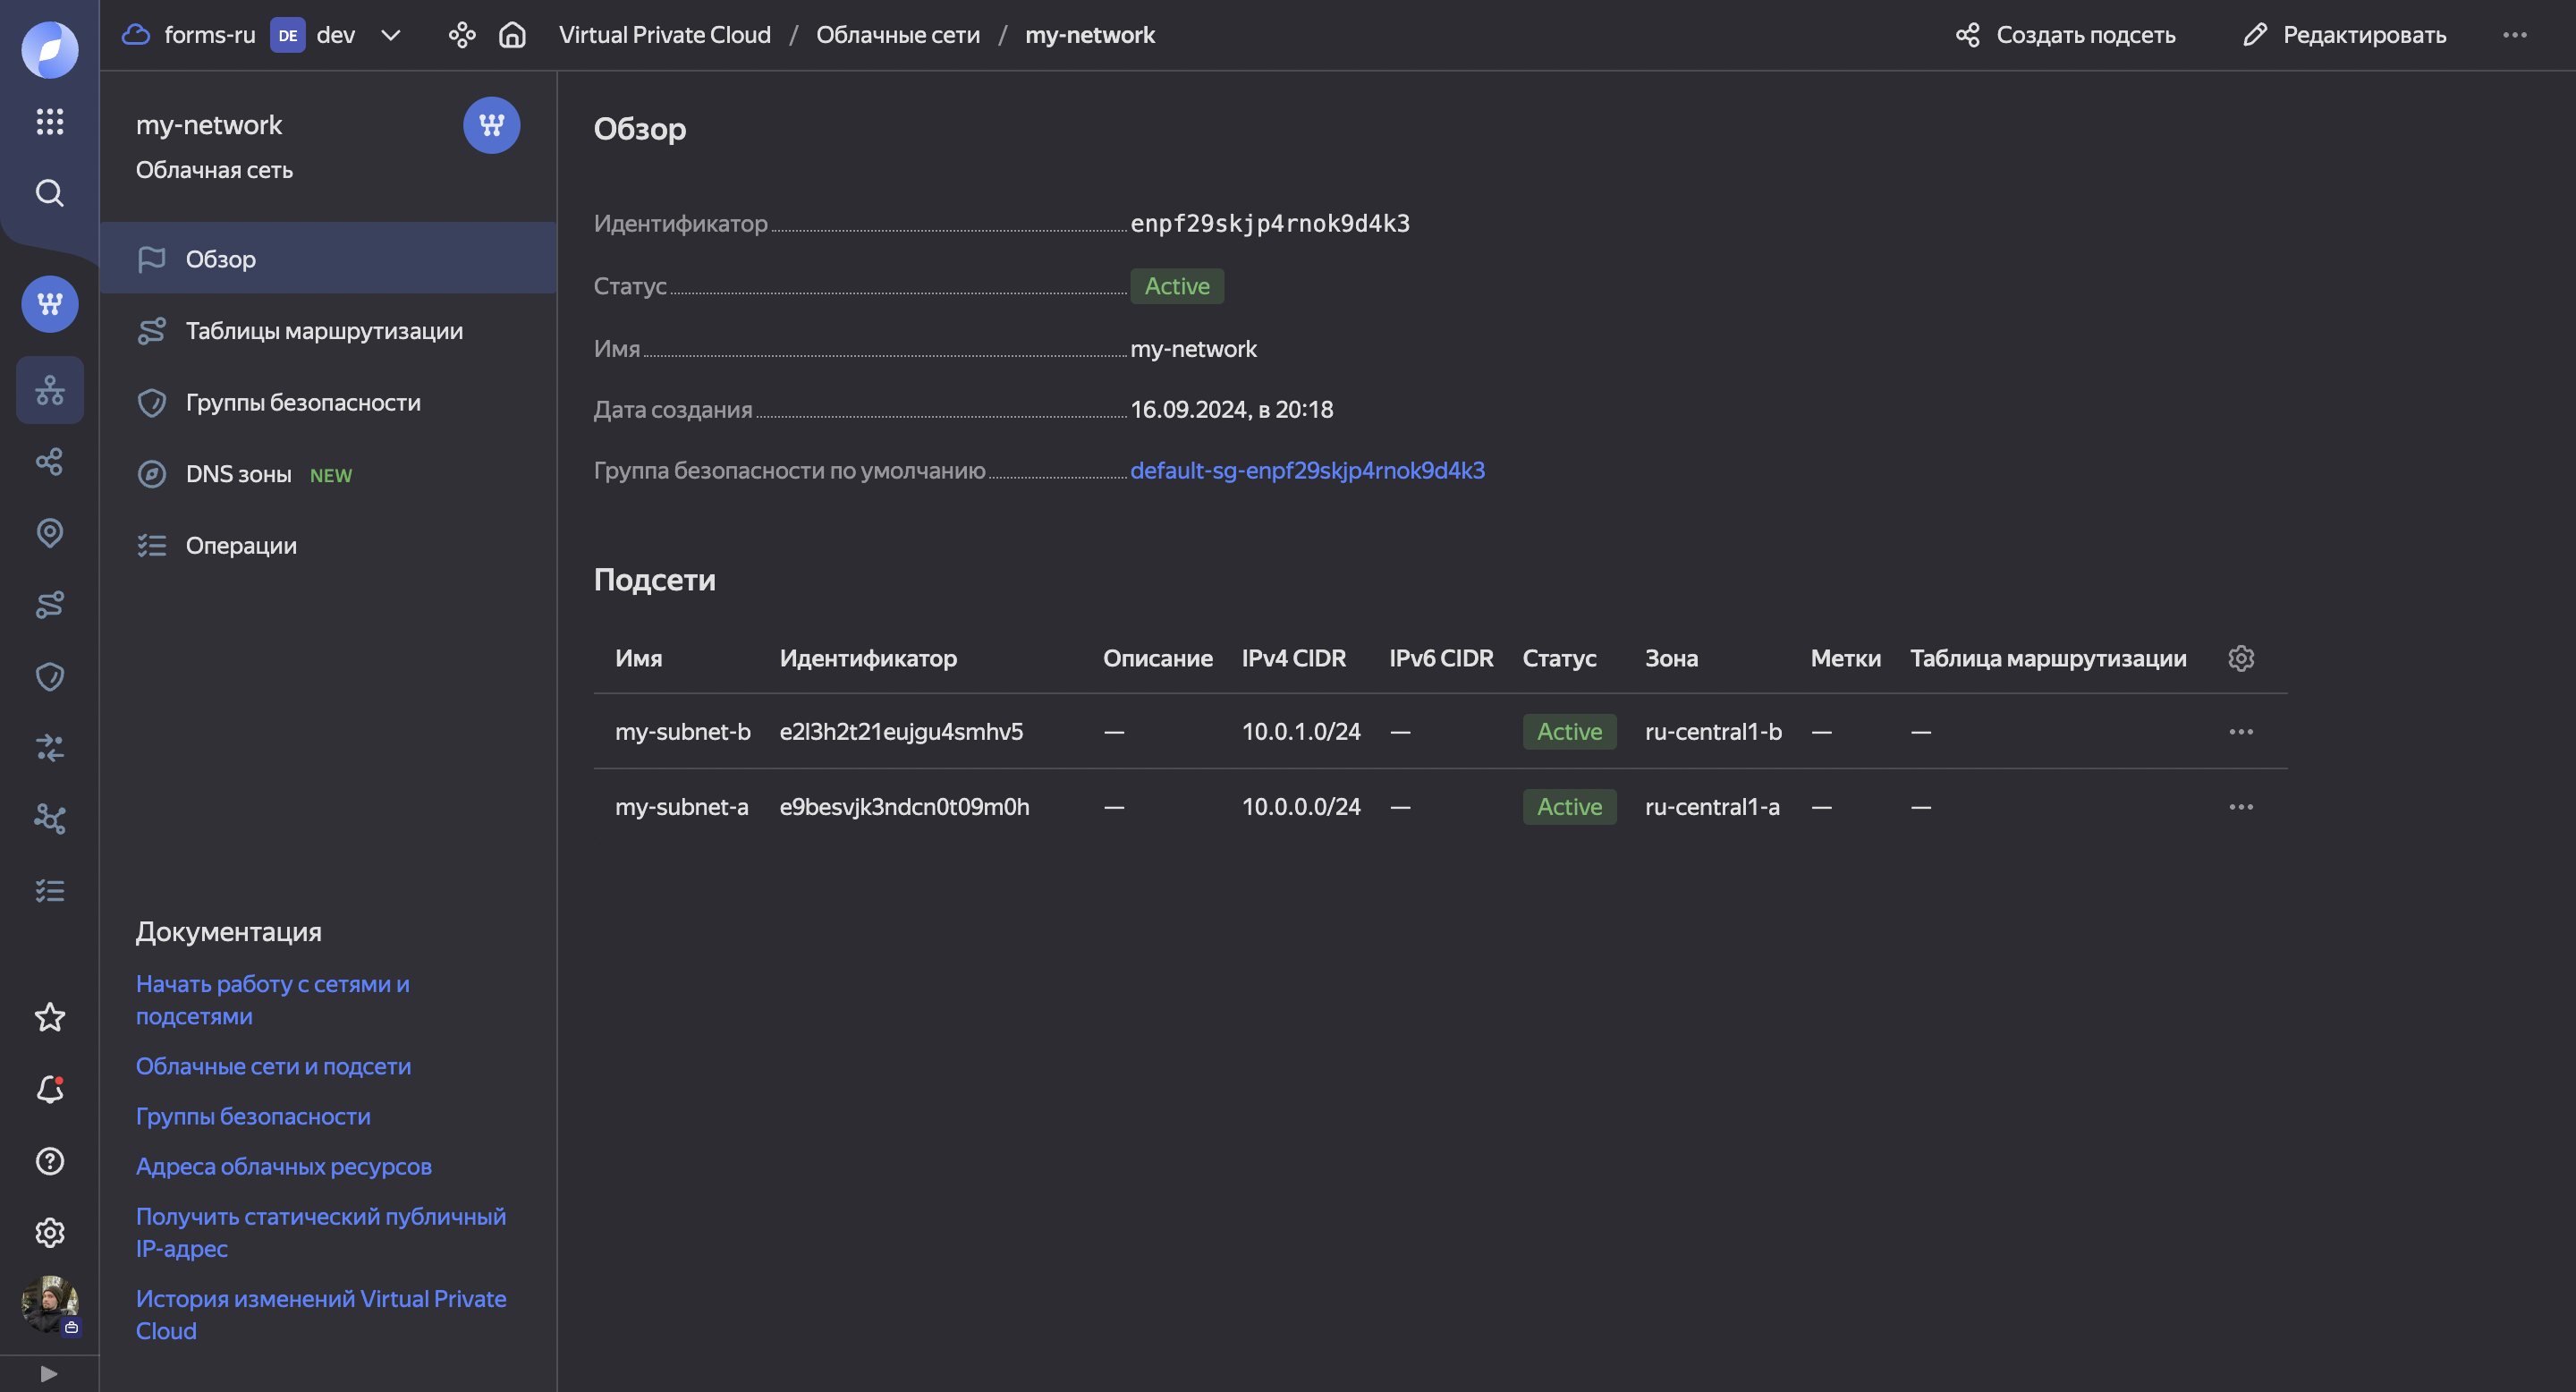 forms-ru DE dev Virtual Private Cloud / Облачные сети / my-network Создать подсеть Редактировать
my-network
Облачная сеть
Обзор
Таблицы маршрутизации
Группы безопасности
DNS зоны NEW
Операции
Документация
Начать работу с сетями и
подсетями
Облачные сети и подсети
Группы безопасности
Адреса облачных ресурсов
Получить статический публичный
IP-адрес
История изменений Virtual Private
Cloud
Обзор
Идентификатор enpf29skjp4rnok9d4k3
Статус Active
Имя my-network
Дата создания 16.09.2024, в 20:18
Группа безопасности по умолчанию default-sg-enpf29skjp4rnok9d4k3
Подсети
Имя Идентификатор Описание IPv4 CIDR IPv6 CIDR Статус Зона Метки Таблица маршрутизации
my-subnet-b e2l3h2t21eujgu4smhv5 — 10.0.1.0/24 — Active ru-central1-b — —
my-subnet-a e9besvjk3ndcn0t09m0h — 10.0.0.0/24 — Active ru-central1-a — —